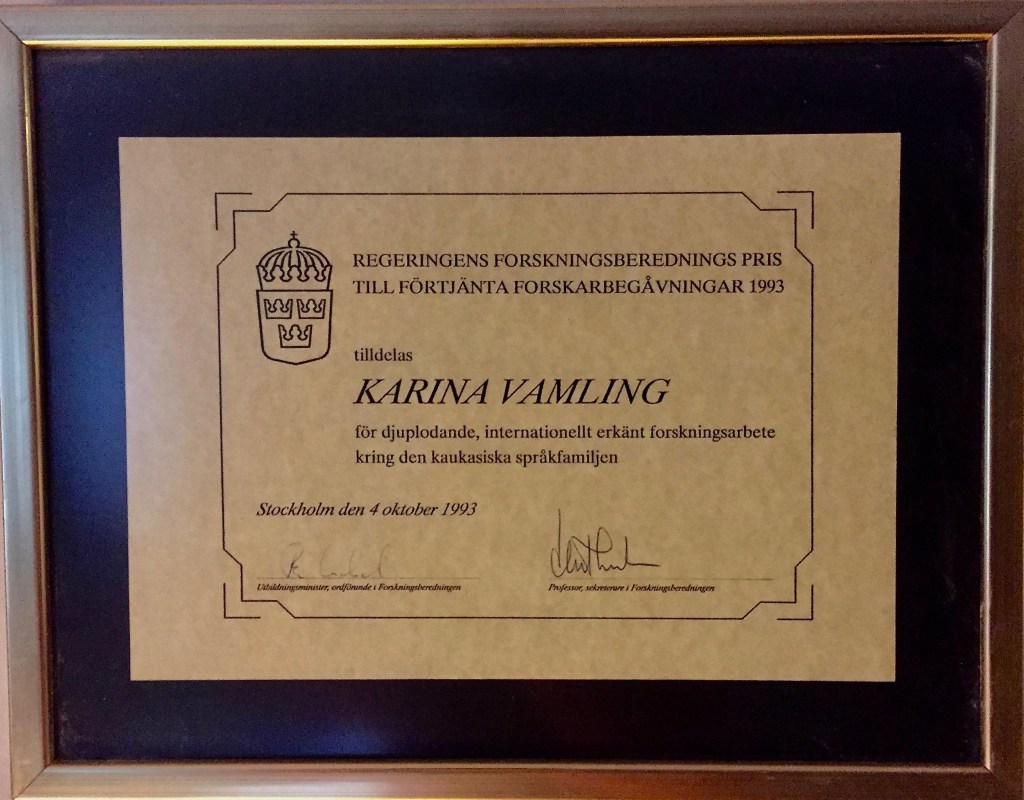 REGERINGENS FORSKNINGSBEREDNINGS PRIS
TILL FÖRTJÄNTA FORSKARBEGÅVNINGAR 1993
tilldelas
KARINA VAMLING
för djuplodande, internationellt erkänt forskningsarbete
kring den kaukasiska språkfamiljen
Stockholm den 4 oktober 1993
Utbildningsminister, ordförande i Forskningsberedningen
Professor, sekreterare i Forskningsberedningen